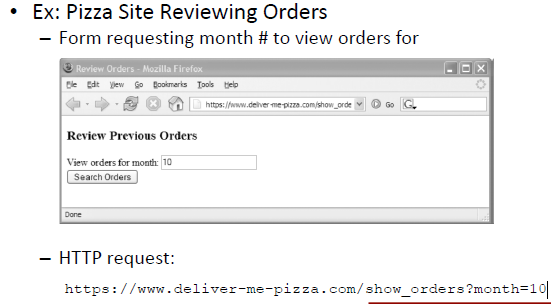 • Ex: Pizza Site Reviewing Orders
– Form requesting month # to view orders for
Review Orders - Mozilla Firefox
File Edit View Go Bookmarks Tools Help
https://www.deliver-me-pizza.com/show_orde Go G
Review Previous Orders
View orders for month: 10
Search Orders
Done
– HTTP request:
https://www.deliver-me-pizza.com/show_orders?month=10